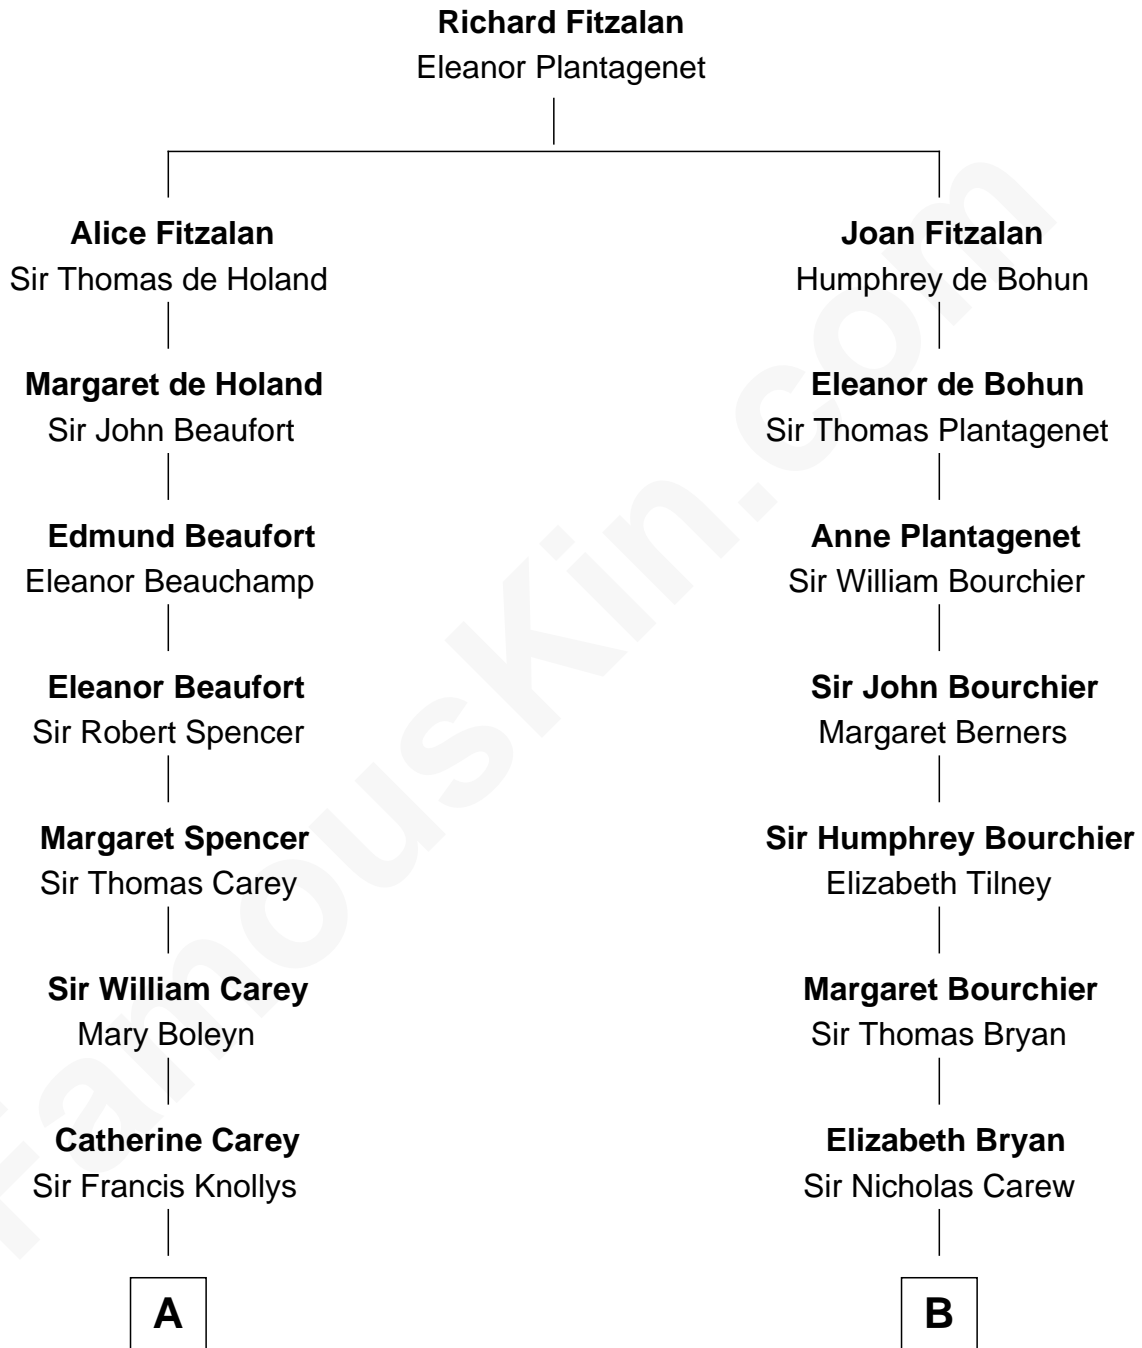 Richard Fitzalan
Eleanor Plantagenet
Alice Fitzalan
Sir Thomas de Holand
Margaret de Holand
Sir John Beaufort
Edmund Beaufort
Eleanor Beauchamp
Eleanor Beaufort
Sir Robert Spencer
Margaret Spencer
Sir Thomas Carey
Sir William Carey
Mary Boleyn
Catherine Carey
Sir Francis Knollys
A
Joan Fitzalan
Humphrey de Bohun
Eleanor de Bohun
Sir Thomas Plantagenet
Anne Plantagenet
Sir William Bourchier
Sir John Bourchier
Margaret Berners
Sir Humphrey Bourchier
Elizabeth Tilney
Margaret Bourchier
Sir Thomas Bryan
Elizabeth Bryan
Sir Nicholas Carew
B
FamousKin.com